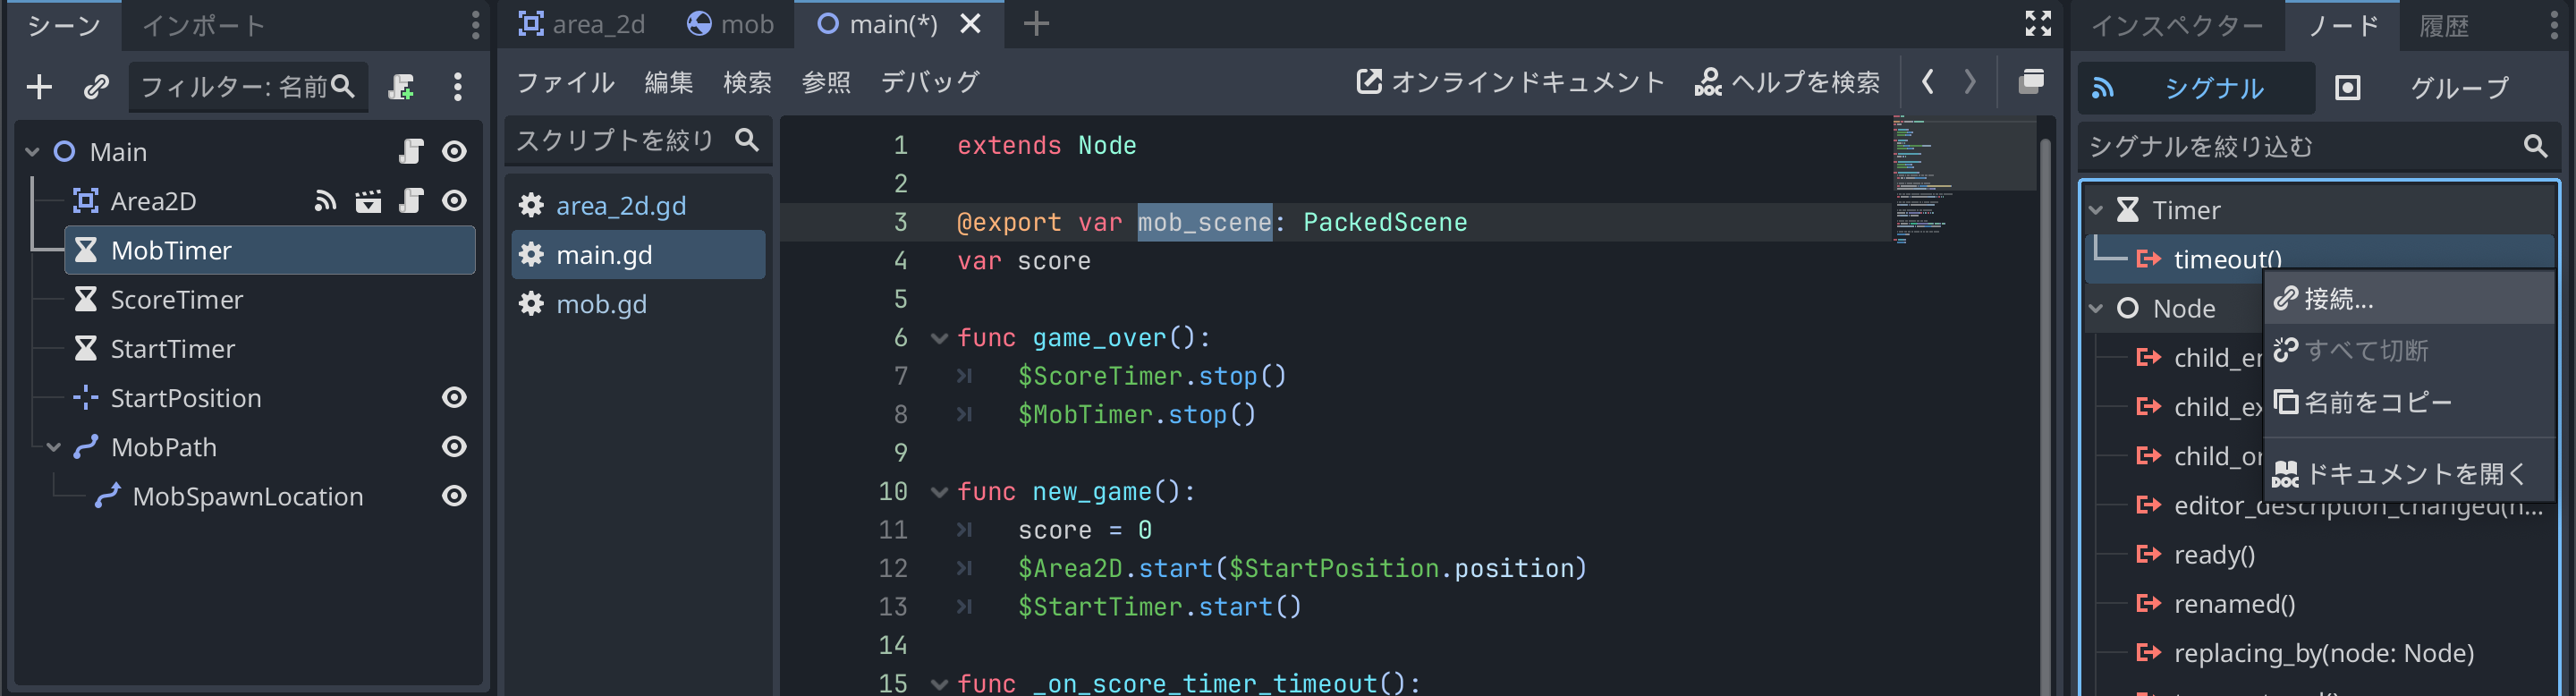 シーン
インポート
フィルター: 名前
Main
Area2D
MobTimer
ScoreTimer
StartTimer
StartPosition
MobPath
MobSpawnLocation
area_2d
mob
main(*)
ファイル 編集 検索 参照 デバッグ
オンラインドキュメント
DOC ヘルプを検索
スクリプトを絞り
area_2d.gd
main.gd
mob.gd
1 extends Node
2
3 @export var mob_scene: PackedScene
4 var score
5
6 func game_over():
7 $ScoreTimer.stop()
8 $MobTimer.stop()
9
10 func new_game():
11 score = 0
12 $Area2D.start($StartPosition.position)
13 $StartTimer.start()
14
15 func _on_score_timer_timeout():
インスペクター
ノード
履歴
シグナル
グループ
シグナルを絞り込む
Timer
timeout()
Node
child_e
child_ex
child_o
editor_description_changed(n...
ready()
renamed()
replacing_by(node: Node)
接続...
すべて切断
名前をコピー
DOC ドキュメントを開く